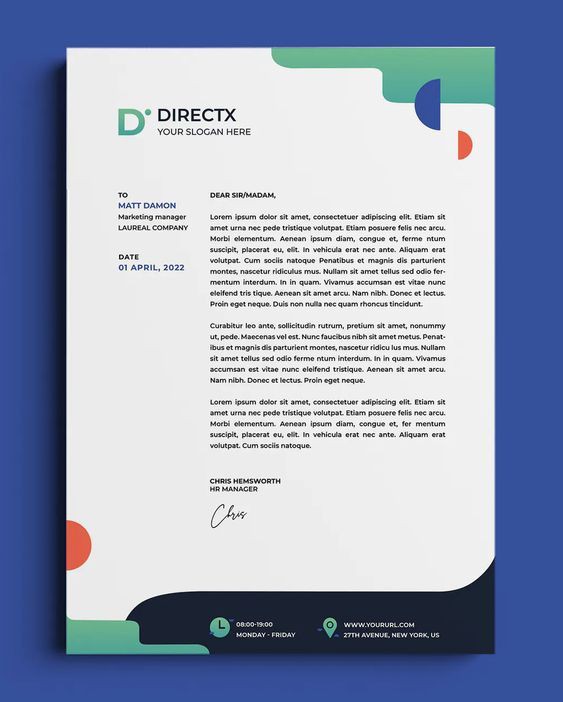 DIRECTX
YOUR SLOGAN HERE
TO
MATT DAMON
Marketing manager
LAUREAL COMPANY
DATE
01 APRIL, 2022
DEAR SIR/MADAM,
Lorem ipsum dolor sit amet, consectetuer adipiscing elit. Etiam sit
amet urna nec tristique volutpat. Etiam posuere felis nec arcu.
Morbi elementum. Aenean ipsum diam, congue et, ferme ntum
suscipit, placerat eu, elit. In vehicula erat nec ante. Aliquam erat
volutpat. Cum sociis natoque Penatibus et magnis dis parturient
montes, nascetur ridiculus mus. Nullam sit amet tellus sed odio fer-
mentum interdum. In in quam. Vivamus accumsan est vitae nunc
eleifend tris tique. Aenean sit amet arcu. Nam nibh. Donec et lectus.
Proin eget neque. Duis non nulla nec quam rhoncus tincidunt.
Curabitur leo ante, sollicitudin rutrum, pretium sit amet, nonummy
ut, pede. Maecenas vel est. Nunc faucibus nibh sit amet metus. Penat-
ibus et magnis dis parturient montes, nascetur ridiculus mus. Nullam
sit amet tellus sed odio ferme ntum interdum. In in quam. Vivamus
accumsan est vitae nunc eleifend tristique. Aenean sit amet arcu.
Nam nibh. Donec et lectus. Proin eget neque.
Lorem ipsum dolor sit amet, consectetuer adipiscing elit. Etiam sit
amet urna nec tristique volutpat. Etiam posuere felis nec arcu.
Morbi elementum. Aenean ipsum diam, congue et, fer mentum
suscipit, placerat eu, elit. In vehicula erat nec ante. Aliquam erat
volutpat. Cum sociis natoque.
CHRIS HEMSWORTH
HR MANAGER
Chris
08:00-19:00
MONDAY - FRIDAY
WWW.YOURURL.COM
27TH AVENUE, NEW YORK, US